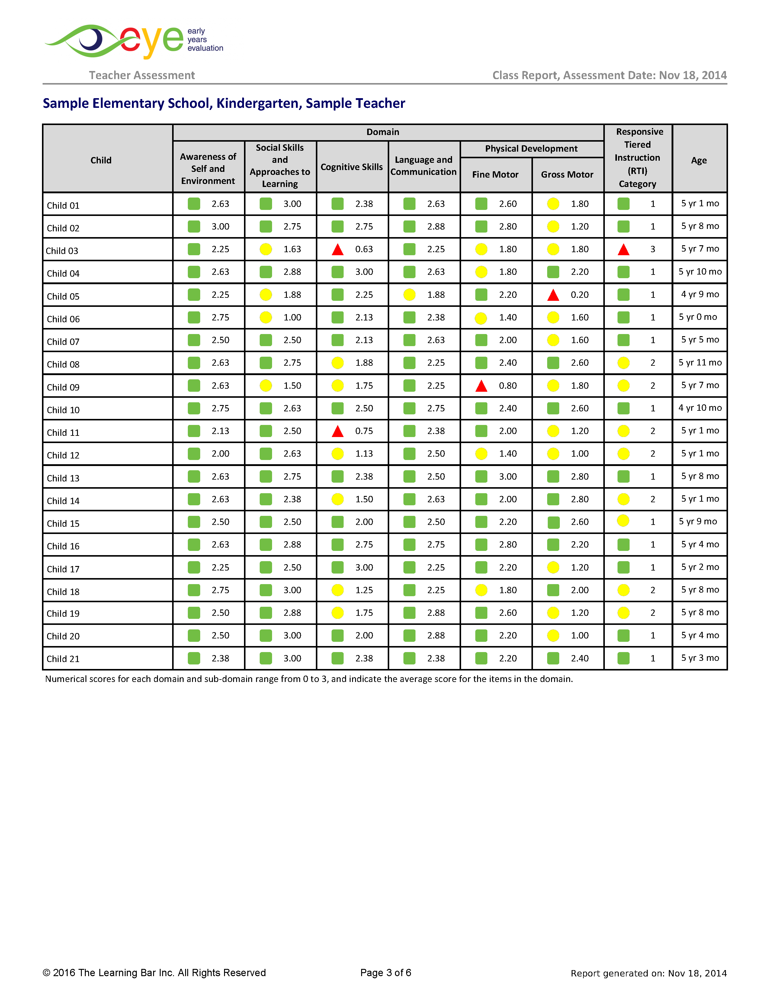 eye early
years
evaluation
Teacher Assessment Class Report, Assessment Date: Nov 18, 2014
Sample Elementary School, Kindergarten, Sample Teacher
Child
Domain
Awareness of
Self and
Environment
Social Skills
and
Approaches to
Learning
Cognitive Skills
Language and
Communication
Physical Development
Fine Motor
Gross Motor
Responsive
Tiered
Instruction
(RTI)
Category
Age
Child 01 2.63 3.00 2.38 2.63 2.60 1.80 1 5 yr 1 mo
Child 02 3.00 2.75 2.75 2.88 2.80 1.20 1 5 yr 8 mo
Child 03 2.25 1.63 0.63 2.25 1.80 1.80 3 5 yr 7 mo
Child 04 2.63 2.88 3.00 2.63 1.80 2.20 1 5 yr 10 mo
Child 05 2.25 1.88 2.25 1.88 2.20 0.20 1 4 yr 9 mo
Child 06 2.75 1.00 2.13 2.38 1.40 1.60 1 5 yr 0 mo
Child 07 2.50 2.50 2.13 2.63 2.00 1.60 1 5 yr 5 mo
Child 08 2.63 2.75 1.88 2.25 2.40 2.60 2 5 yr 11 mo
Child 09 2.63 1.50 1.75 2.25 0.80 1.80 2 5 yr 7 mo
Child 10 2.75 2.63 2.50 2.75 2.40 2.60 1 4 yr 10 mo
Child 11 2.13 2.50 0.75 2.38 2.00 1.20 2 5 yr 1 mo
Child 12 2.00 2.63 1.13 2.50 1.40 1.00 2 5 yr 1 mo
Child 13 2.63 2.75 2.38 2.50 3.00 2.80 1 5 yr 8 mo
Child 14 2.63 2.38 1.50 2.63 2.00 2.80 2 5 yr 1 mo
Child 15 2.50 2.50 2.00 2.50 2.20 2.60 1 5 yr 9 mo
Child 16 2.63 2.88 2.75 2.75 2.80 2.20 1 5 yr 4 mo
Child 17 2.25 2.50 3.00 2.25 2.20 1.20 1 5 yr 2 mo
Child 18 2.75 3.00 1.25 2.25 1.80 2.00 2 5 yr 8 mo
Child 19 2.50 2.88 1.75 2.88 2.60 1.20 2 5 yr 8 mo
Child 20 2.50 3.00 2.00 2.88 2.20 1.00 1 5 yr 4 mo
Child 21 2.38 3.00 2.38 2.38 2.20 2.40 1 5 yr 3 mo
Numerical scores for each domain and sub-domain range from 0 to 3, and indicate the average score for the items in the domain.
© 2016 The Learning Bar Inc. All Rights Reserved Page 3 of 6 Report generated on: Nov 18, 2014